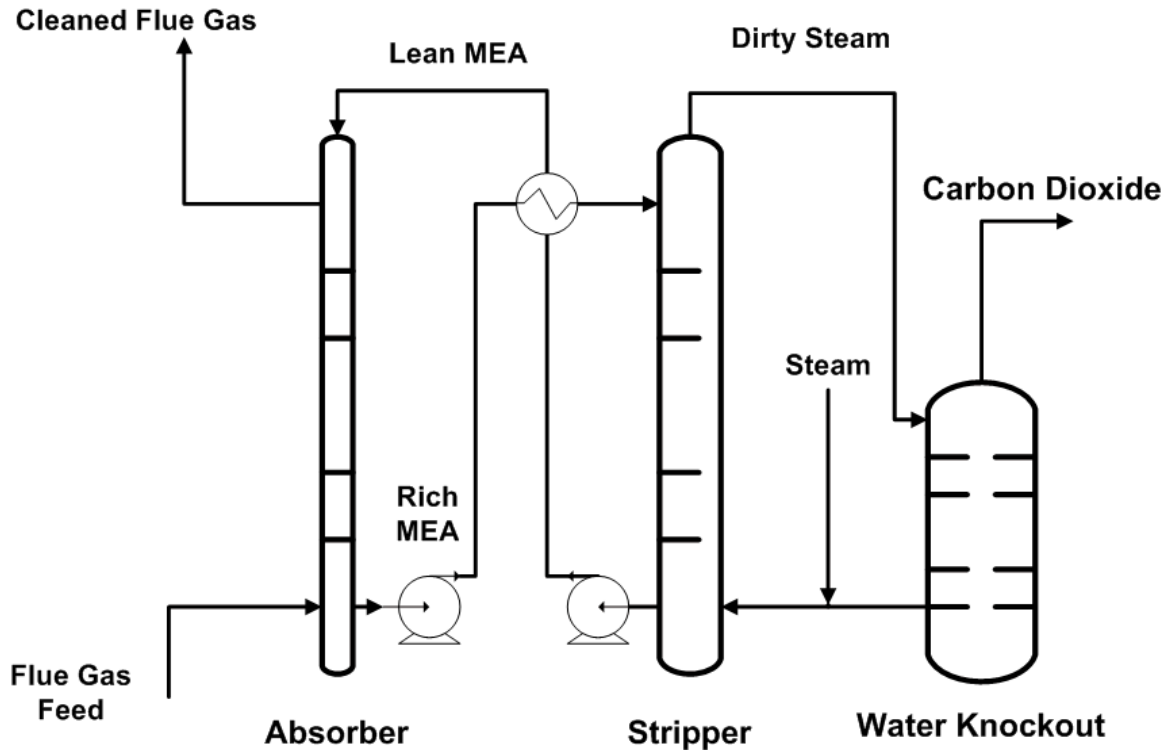 Cleaned Flue Gas
Lean MEA
Dirty Steam
Carbon Dioxide
Steam
Rich
MEA
Flue Gas
Feed
Absorber
Stripper
Water Knockout